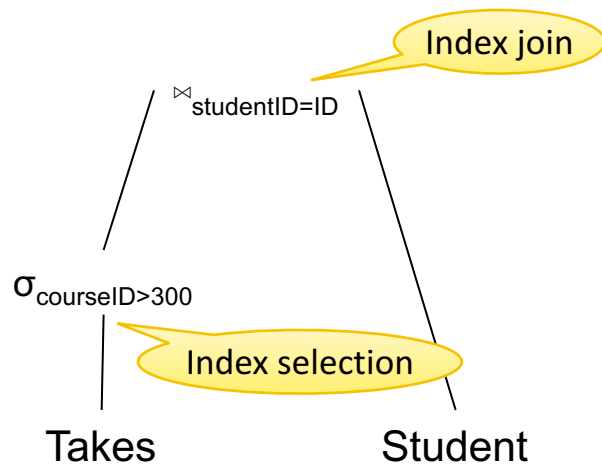 Index join
⋈studentID=ID
σcourseID>300
Index selection
Takes
Student